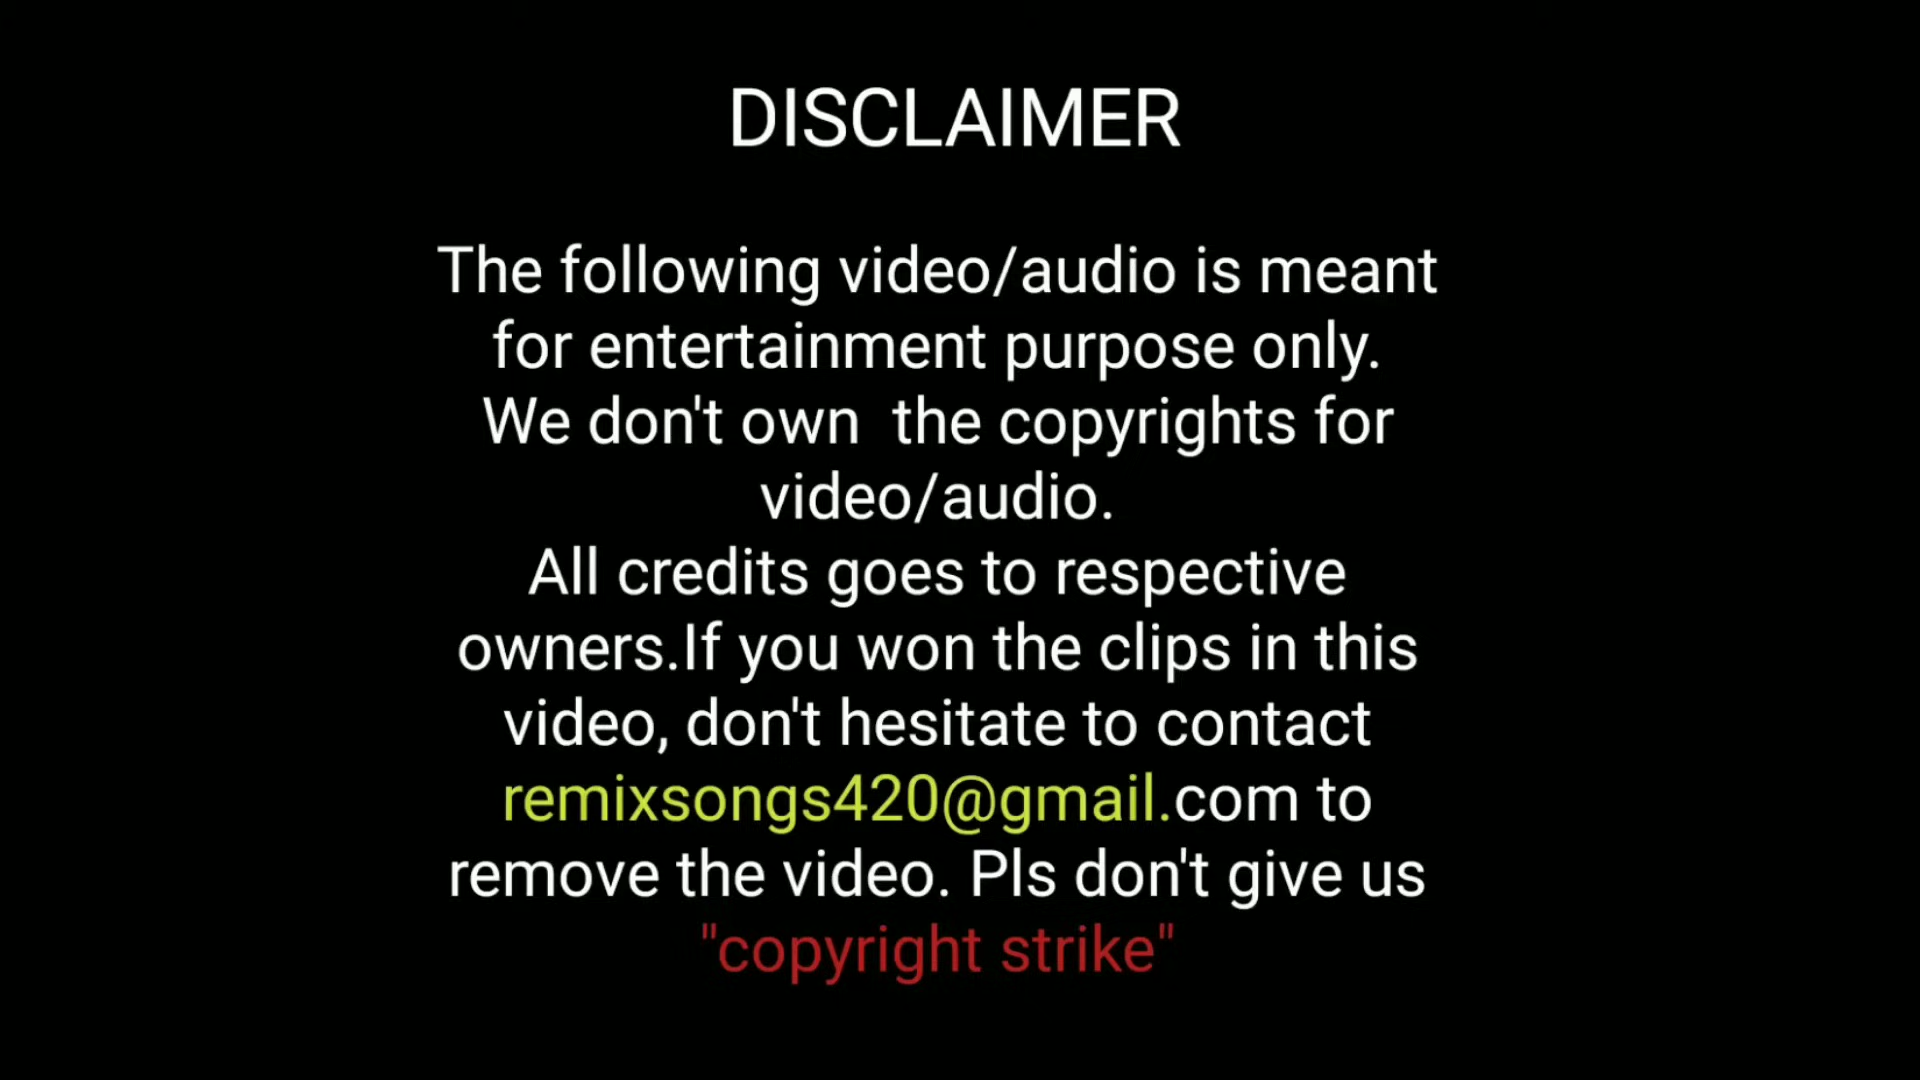 DISCLAIMER
The following video/audio is meant
for entertainment purpose only.
We don't own  the copyrights for
video/audio.
All credits goes to respective
owners.If you won the clips in this
video, don't hesitate to contact
remixsongs420@gmail.com to
remove the video. Pls don't give us
"copyright strike"